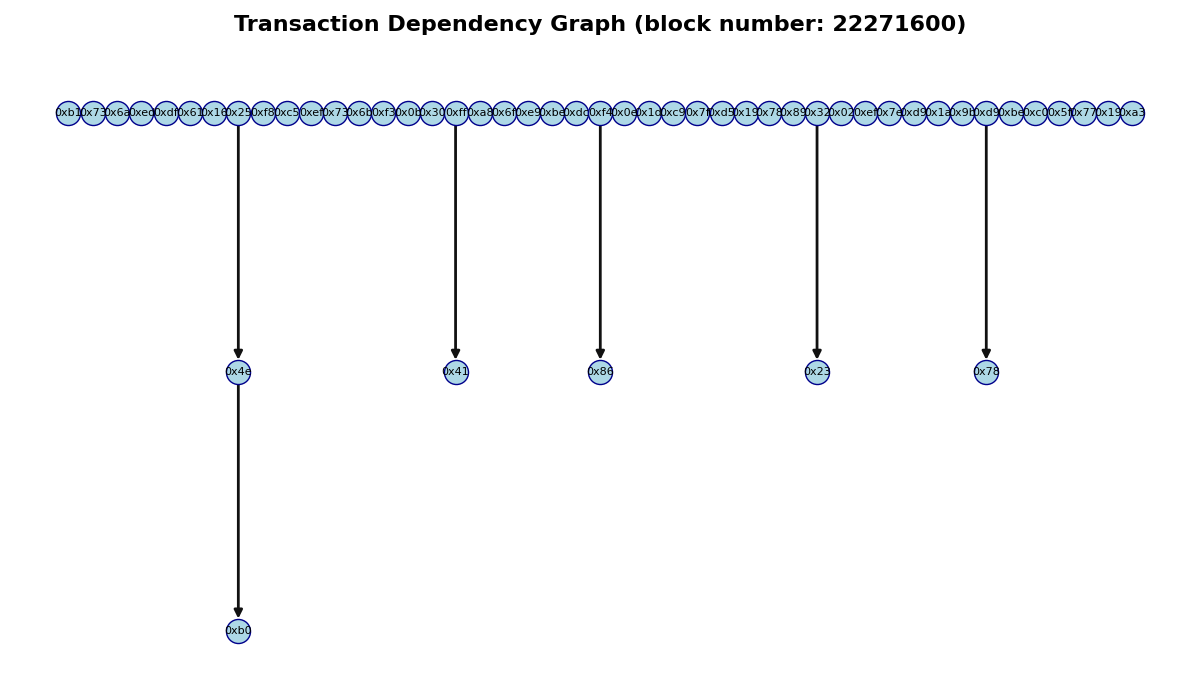 Transaction Dependency Graph (block number: 22271600)
0xb1 0x73 0x6a 0xec 0xdf 0x61 0x16 0x25 0xf8 0xc5 0xef 0x73 0x6b 0xf3 0x0b 0x30 0xff 0xa8 0x6f 0xe9 0xbe 0xdc 0xf4 0x0e 0x1d 0xc9 0x7f 0xd5 0x19 0x78 0x89 0x32 0x02 0xef 0x7e 0xd9 0x1a 0x9b 0xd9 0xbe 0xc0 0x5f 0x77 0x19 0xa3
0x4e 0x41 0x86 0x23 0x78
0xb0